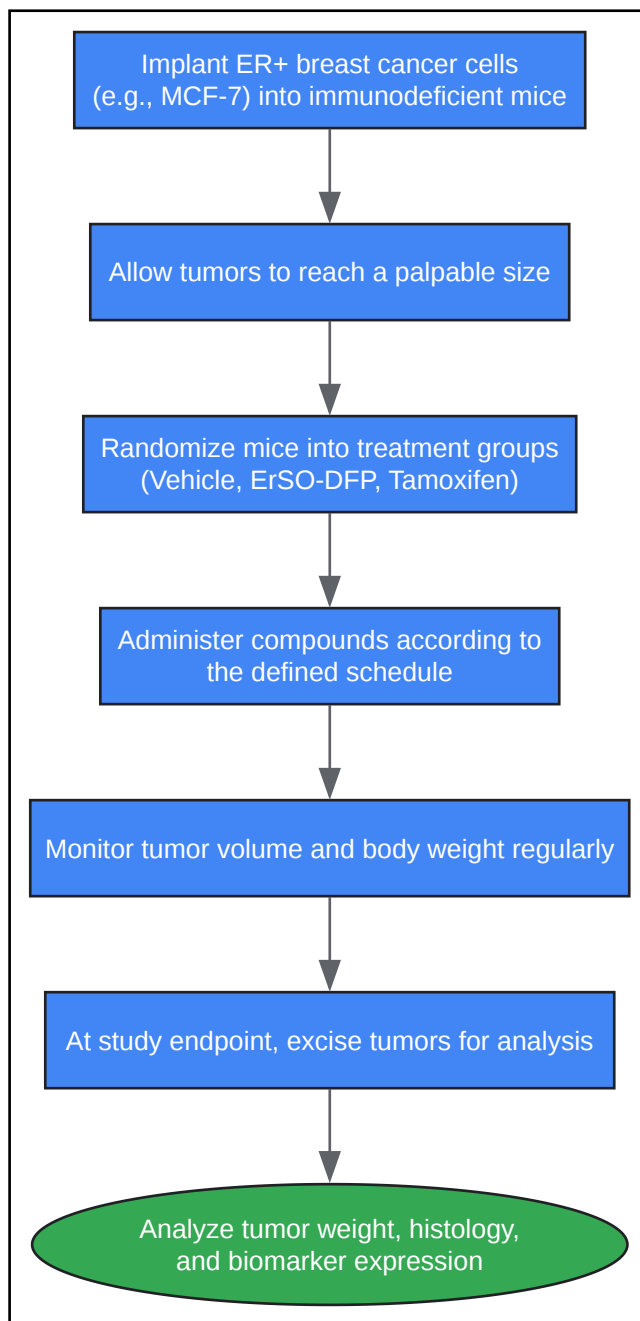 Implant ER+ breast cancer cells
(e.g., MCF-7) into immunodeficient mice
Allow tumors to reach a palpable size
Randomize mice into treatment groups
(Vehicle, ErSO-DFP, Tamoxifen)
Administer compounds according to
the defined schedule
Monitor tumor volume and body weight regularly
At study endpoint, excise tumors for analysis
Analyze tumor weight, histology,
and biomarker expression